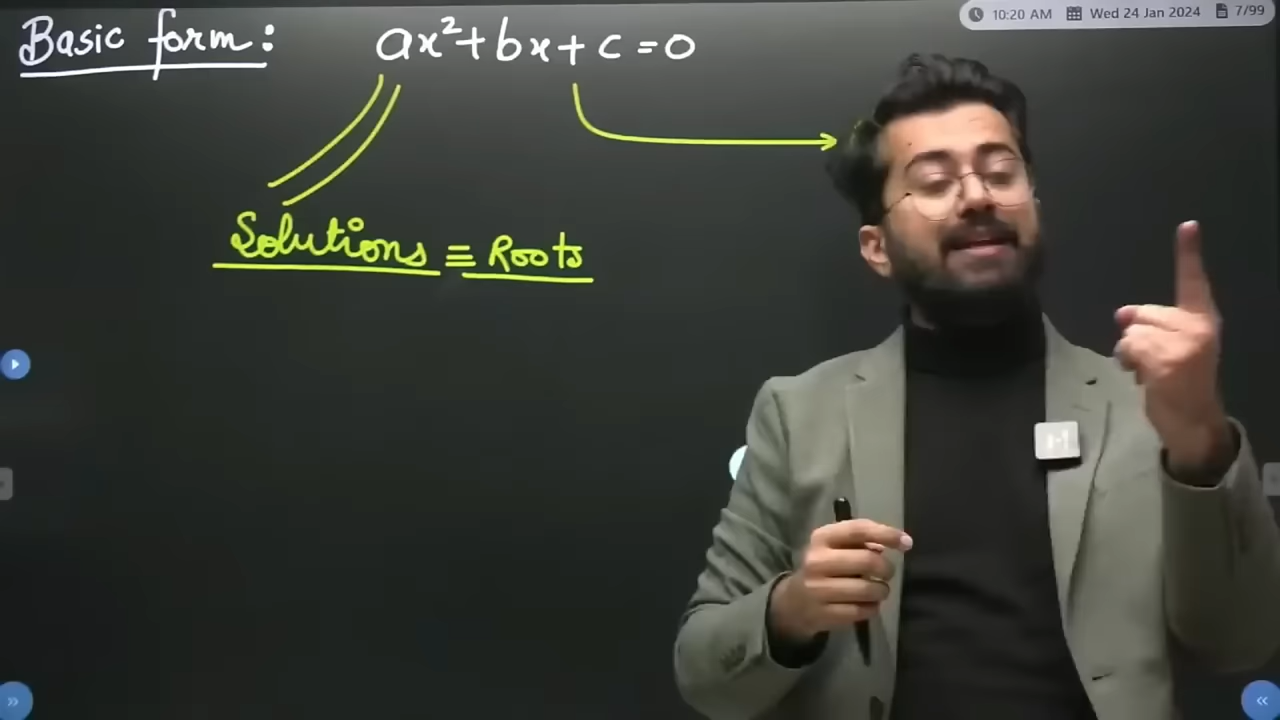 Basic form: ax²+bx+c=0
10:20 AM Wed 24 Jan 2024 7/99
Solutions ≡ Roots